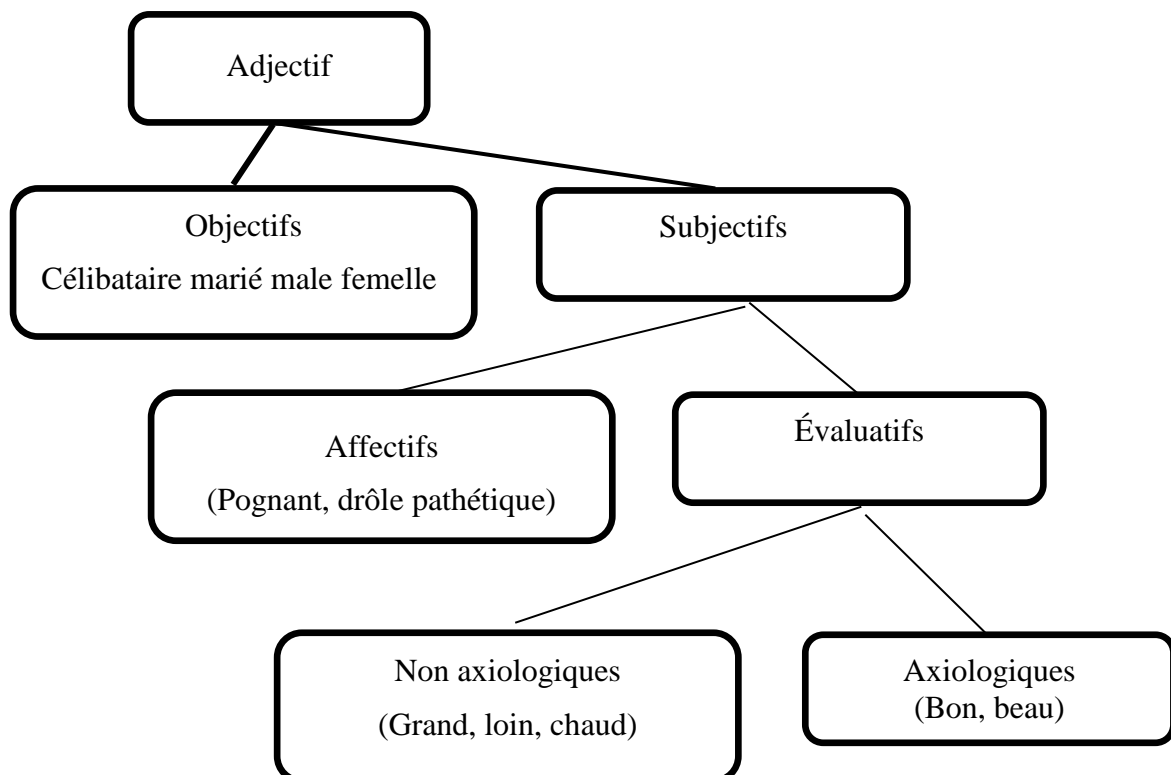 Adjectif
Objectifs
Célibataire marié male femelle
Subjectifs
Affectifs
(Pognant, drôle pathétique)
Évaluatifs
Non axiologiques
(Grand, loin, chaud)
Axiologiques
(Bon, beau)